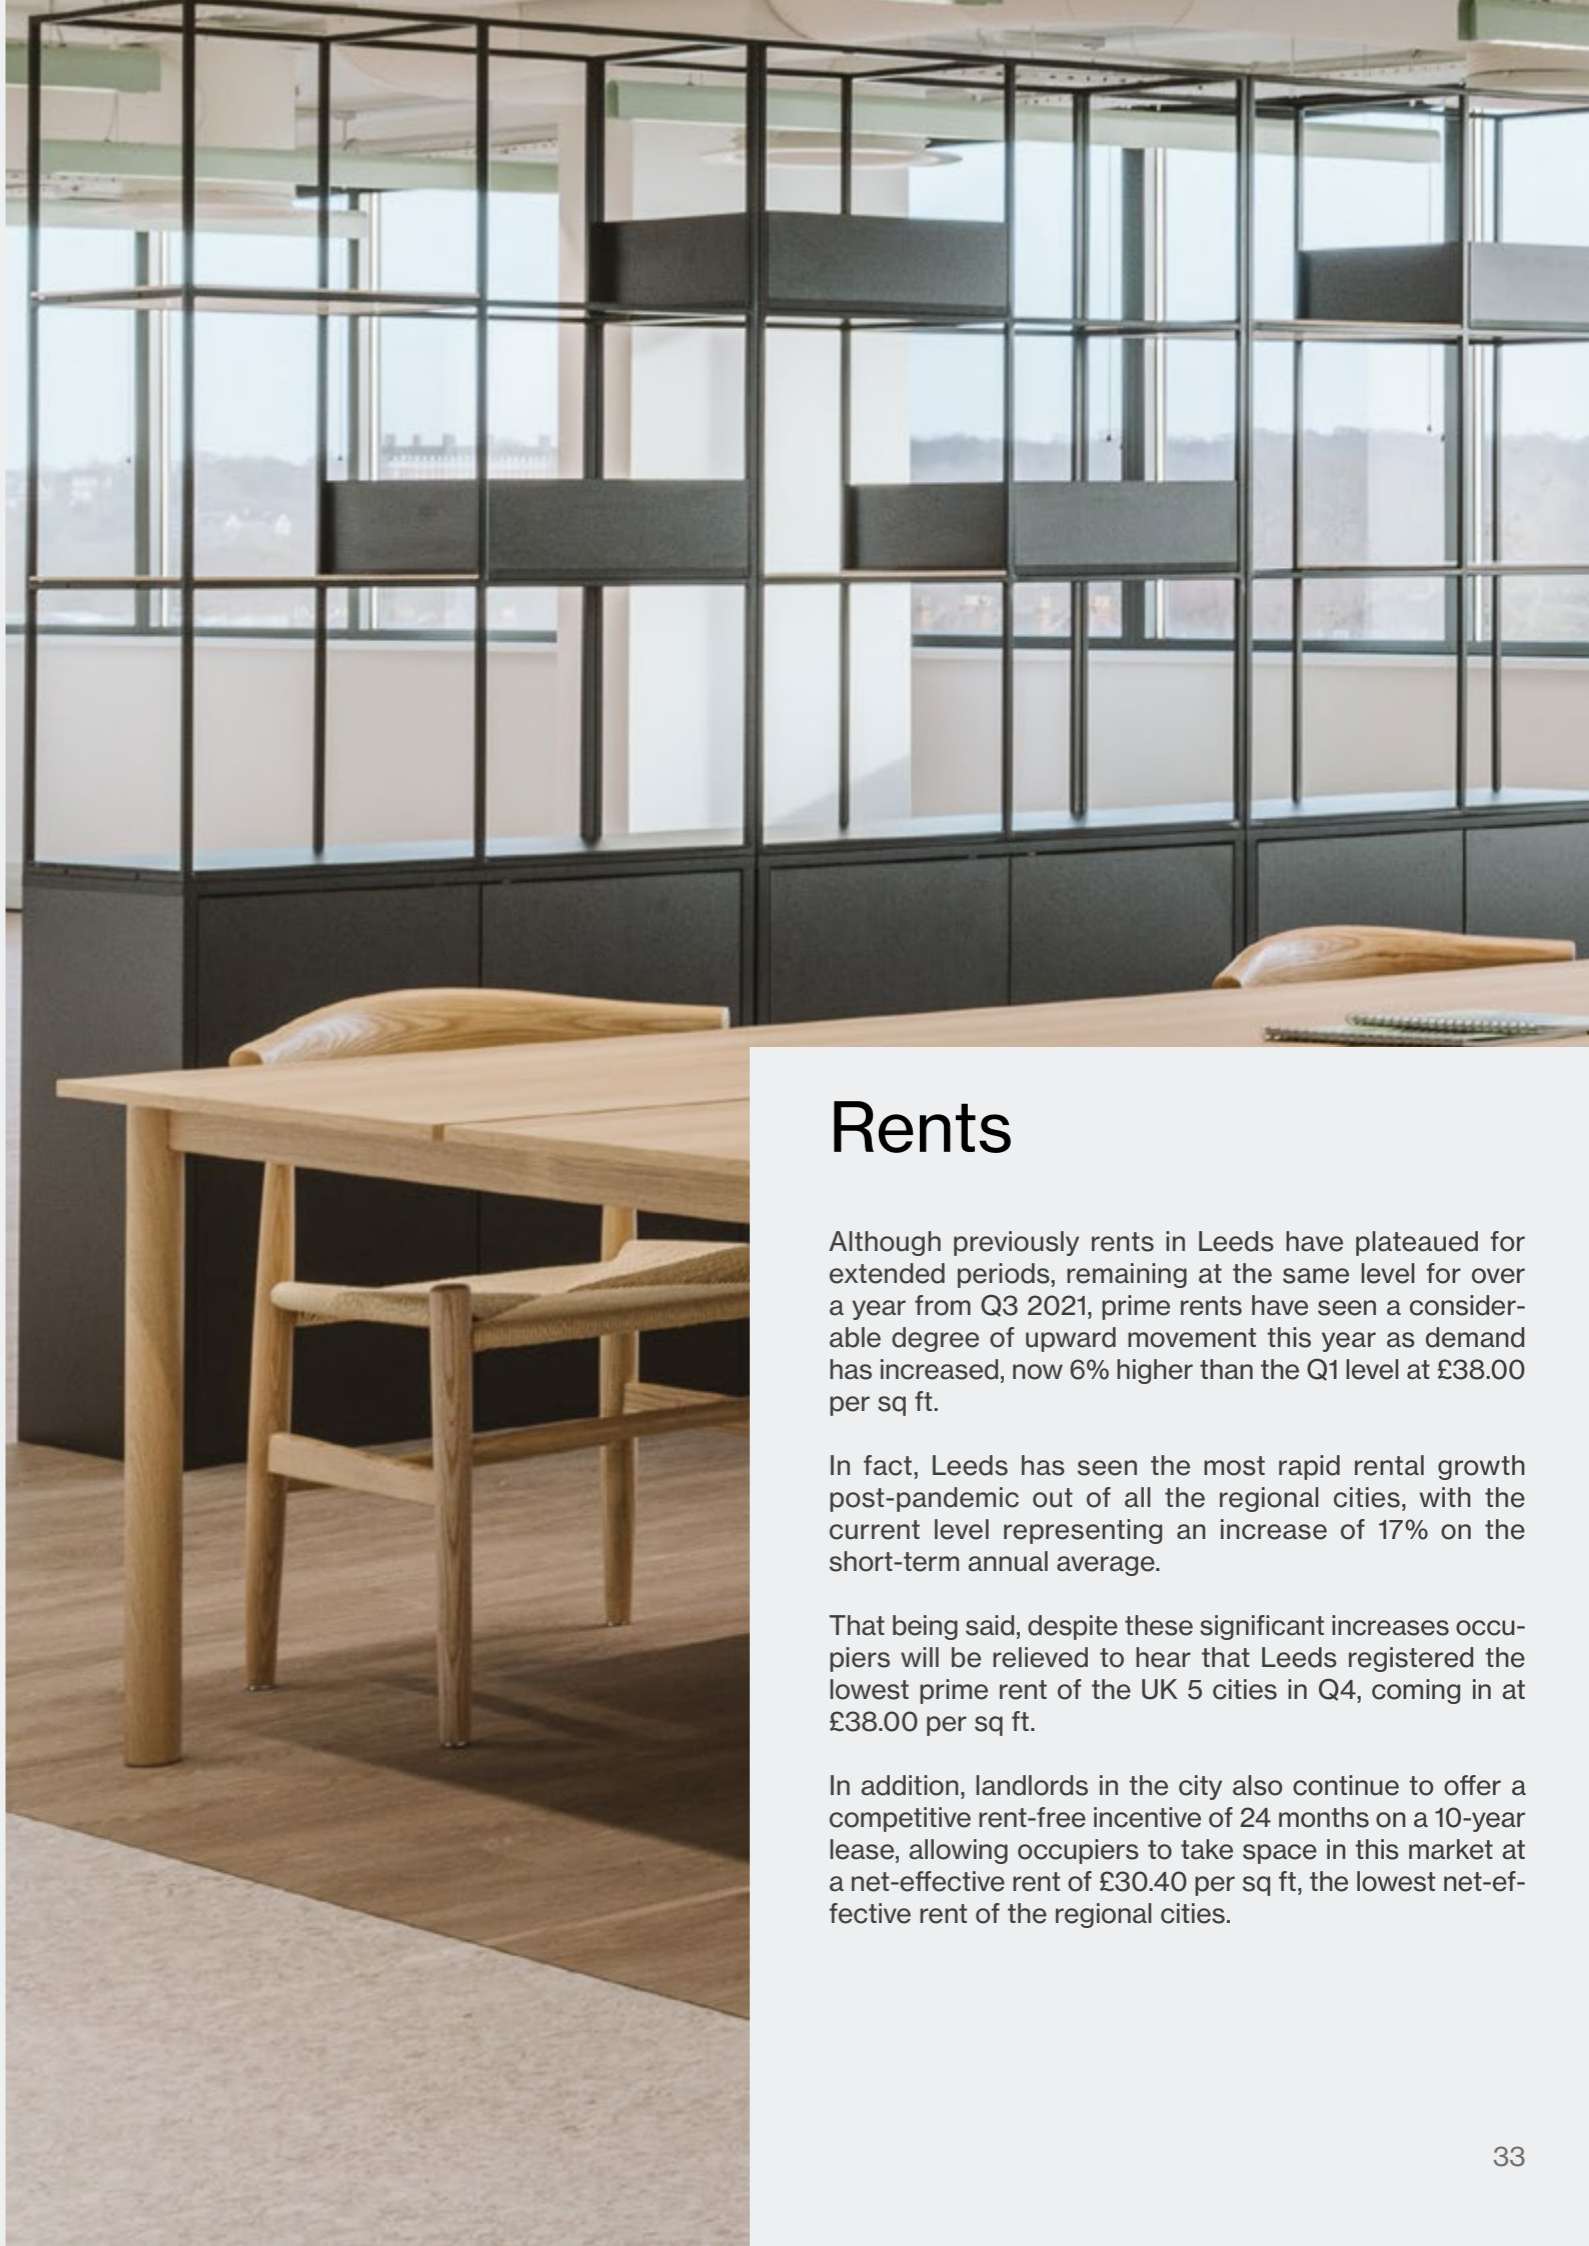 Rents
Although previously rents in Leeds have plateaued for
extended periods, remaining at the same level for over
a year from Q3 2021, prime rents have seen a consider-
able degree of upward movement this year as demand
has increased, now 6% higher than the Q1 level at £38.00
per sq ft.
In fact, Leeds has seen the most rapid rental growth
post-pandemic out of all the regional cities, with the
current level representing an increase of 17% on the
short-term annual average.
That being said, despite these significant increases occu-
piers will be relieved to hear that Leeds registered the
lowest prime rent of the UK 5 cities in Q4, coming in at
£38.00 per sq ft.
In addition, landlords in the city also continue to offer a
competitive rent-free incentive of 24 months on a 10-year
lease, allowing occupiers to take space in this market at
a net-effective rent of £30.40 per sq ft, the lowest net-ef-
fective rent of the regional cities.
33